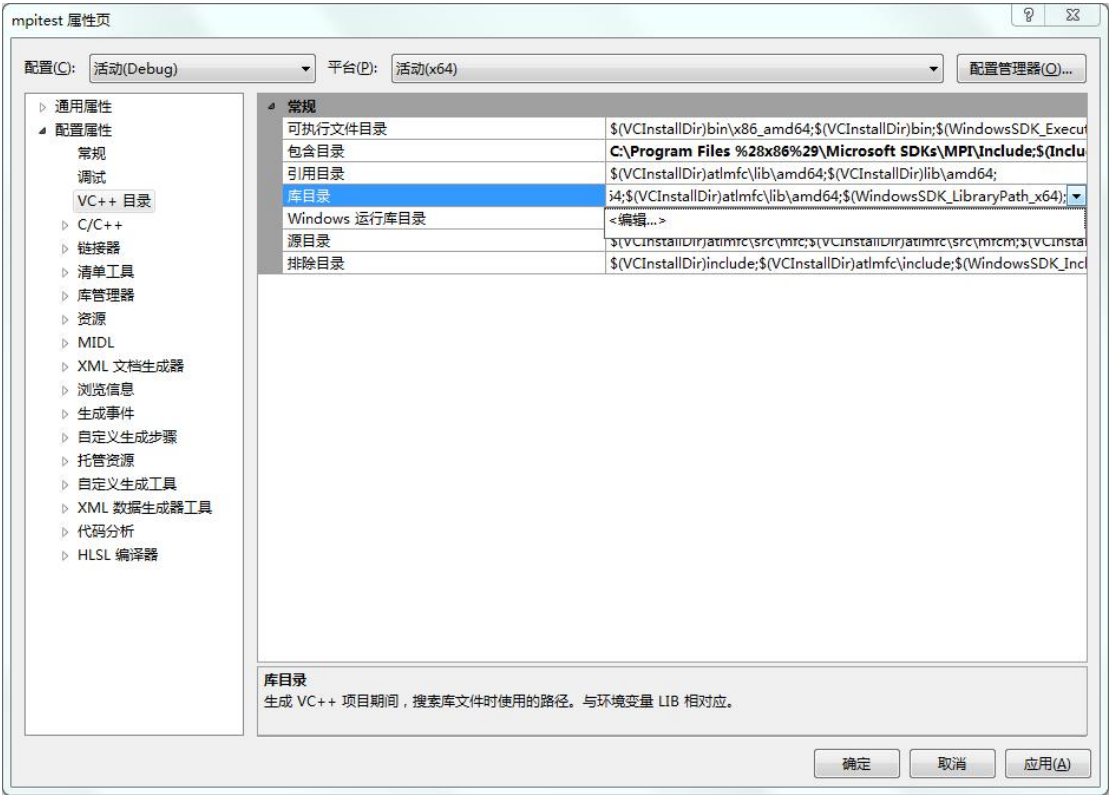 mpitest 属性页
配置(C): 活动(Debug) 平台(P): 活动(x64) 配置管理器(O)...
通用属性
配置属性
常规
调试
VC++ 目录
C/C++
链接器
清单工具
库管理器
资源
MIDL
XML 文档生成器
浏览信息
生成事件
自定义生成步骤
托管资源
自定义生成工具
XML 数据生成器工具
代码分析
HLSL 编译器
常规
可执行文件目录 $(VCInstallDir)bin\x86_amd64;$(VCInstallDir)bin;$(WindowsSDK_Execut
包含目录 C:\Program Files %28x86%29\Microsoft SDKs\MPI\Include;$(Inclu
引用目录 $(VCInstallDir)atlmfc\lib\amd64;$(VCInstallDir)lib\amd64;
库目录 64;$(VCInstallDir)atlmfc\lib\amd64;$(WindowsSDK_LibraryPath_x64);
Windows 运行库目录 <编辑...>
源目录 $(VCInstallDir)atlmfc\src\mfc;$(VCInstallDir)atlmfc\src\mfcm;$(VCInstal
排除目录 $(VCInstallDir)include;$(VCInstallDir)atlmfc\include;$(WindowsSDK_Incl
库目录
生成 VC++ 项目期间，搜索库文件时使用的路径。与环境变量 LIB 相对应。
确定 取消 应用(A)